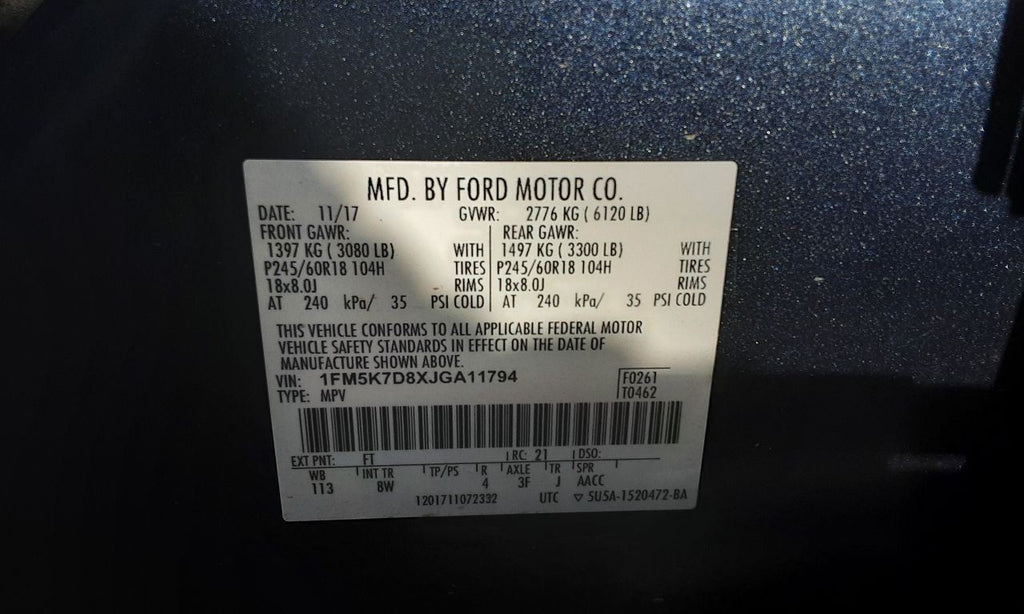 MFD. BY FORD MOTOR CO.
DATE: 11/17 GVWR: 2776 KG ( 6120 LB)
FRONT GAWR: REAR GAWR:
1397 KG ( 3080 LB) WITH 1497 KG ( 3300 LB) WITH
P245/60R18 104H TIRES P245/60R18 104H TIRES
18x8.0J RIMS 18x8.0J RIMS
AT 240 kPa/ 35 PSI COLD AT 240 kPa/ 35 PSI COLD
THIS VEHICLE CONFORMS TO ALL APPLICABLE FEDERAL MOTOR
VEHICLE SAFETY STANDARDS IN EFFECT ON THE DATE OF
MANUFACTURE SHOWN ABOVE.
VIN: 1FM5K7D8XJGA11794 F0261
TYPE: MPV T0462
EXT PNT: FT RC: 21 DSO:
WB INT TR TP/PS R AXLE TR SPR
113 8W 4 3F J AACC
1201711072332 UTC ▽ 5U5A-1520472-BA